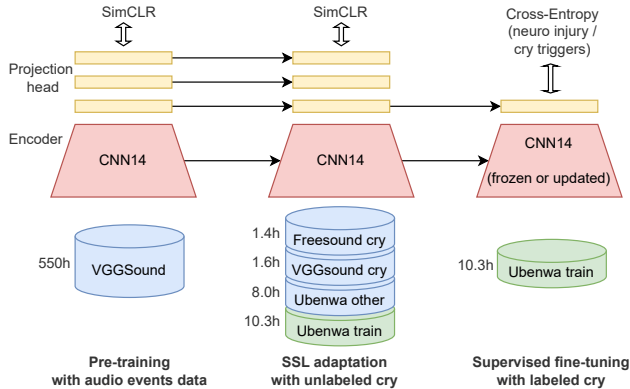 SimCLR
SimCLR
Cross-Entropy
(neuro injury /
cry triggers)
Projection
head
Encoder
CNN14
CNN14
CNN14
(frozen or updated)
550h
VGGSound
1.4h
Freesound cry
1.6h
VGGsound cry
8.0h
Ubenwa other
10.3h
Ubenwa train
10.3h
Ubenwa train
Pre-training
with audio events data
SSL adaptation
with unlabeled cry
Supervised fine-tuning
with labeled cry